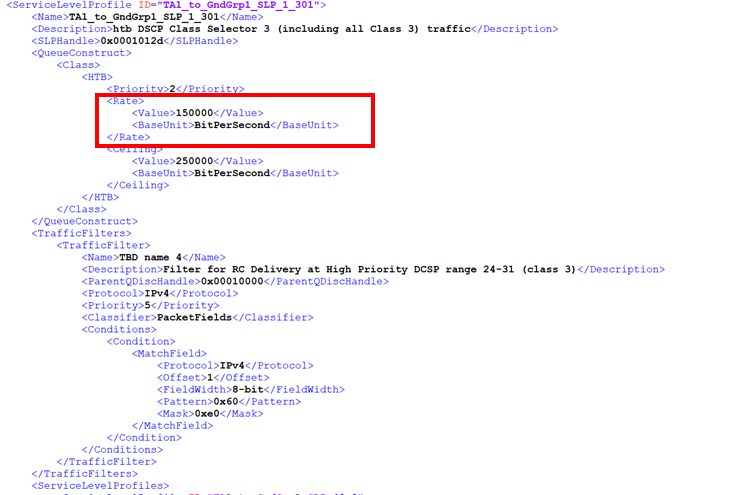 <ServiceLevelProfile ID="TA1_to_GndGrp1_SLP_1_301">
<Name>TA1_to_GndGrp1_SLP_1_301</Name>
<Description>htb DSCP Class Selector 3 (including all Class 3) traffic</Description>
<SLPHandle>0x0001012d</SLPHandle>
<QueueConstruct>
<Class>
<HTB>
<Priority>2</Priority>
<Rate>
<Value>150000</Value>
<BaseUnit>BitPerSecond</BaseUnit>
</Rate>
<Ceiling>
<Value>250000</Value>
<BaseUnit>BitPerSecond</BaseUnit>
</Ceiling>
</HTB>
</Class>
</QueueConstruct>
<TrafficFilters>
<TrafficFilter>
<Name>TBD name 4</Name>
<Description>Filter for RC Delivery at High Priority DCSP range 24-31 (class 3)</Description>
<ParentQDiscHandle>0x00010000</ParentQDiscHandle>
<Protocol>IPv4</Protocol>
<Priority>5</Priority>
<Classifier>PacketFields</Classifier>
<Conditions>
<Condition>
<MatchField>
<Protocol>IPv4</Protocol>
<Offset>1</Offset>
<FieldWidth>8-bit</FieldWidth>
<Pattern>0x60</Pattern>
<Mask>0xe0</Mask>
</MatchField>
</Condition>
</Conditions>
</TrafficFilter>
</TrafficFilters>
<ServiceLevelProfiles>